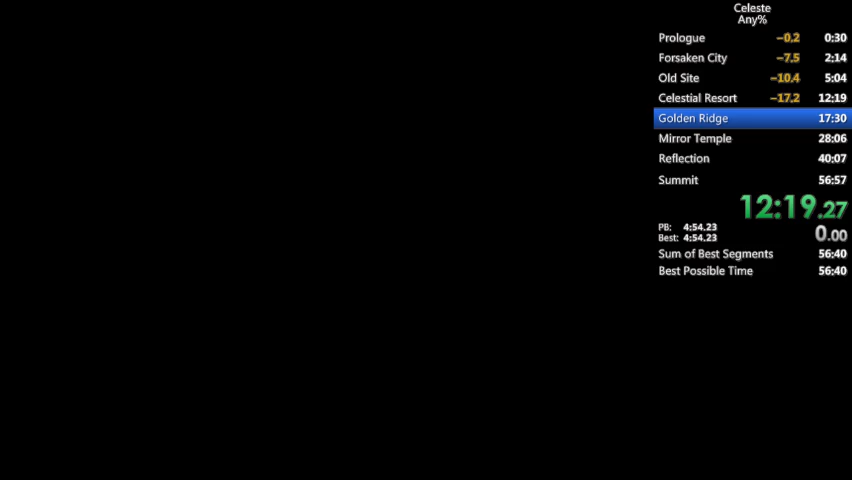 Celeste
Any%
Prologue −0.2 0:30
Forsaken City −7.5 2:14
Old Site −10.4 5:04
Celestial Resort −17.2 12:19
Golden Ridge 17:30
Mirror Temple 28:06
Reflection 40:07
Summit 56:57
12:19.27
PB: 4:54.23 0.00
Best: 4:54.23
Sum of Best Segments 56:40
Best Possible Time 56:40